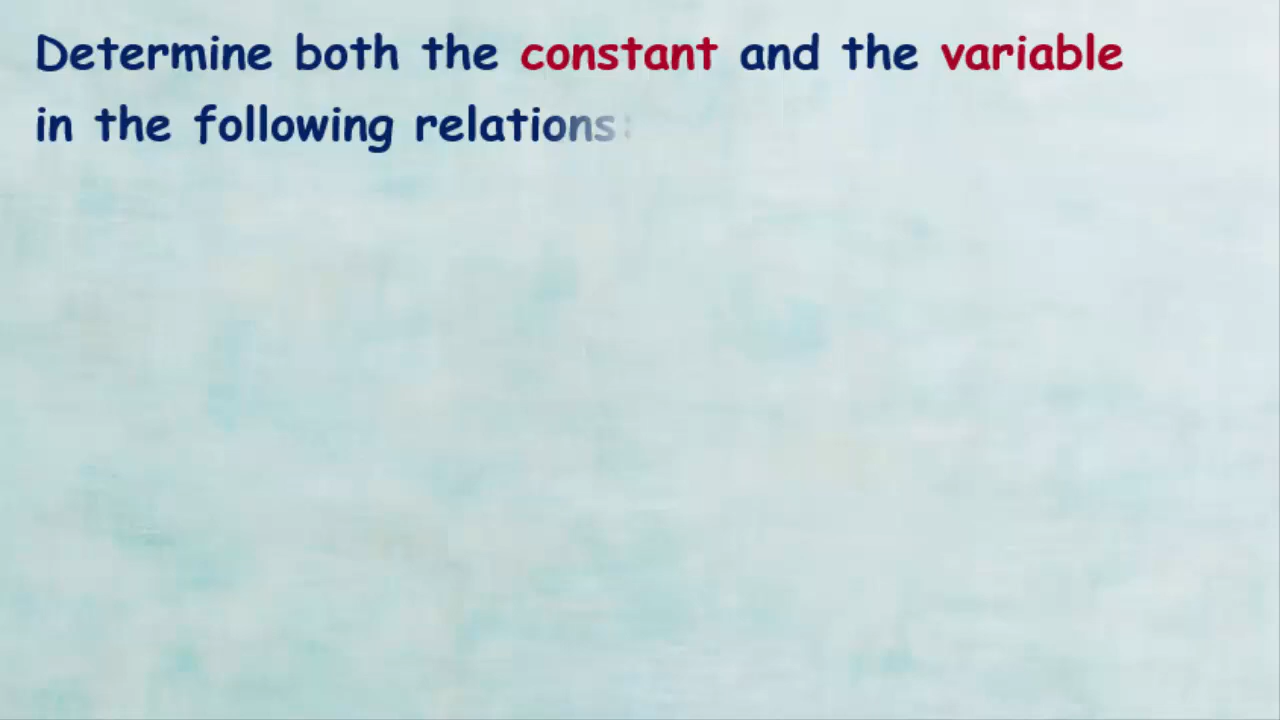 Determine both the constant and the variable
in the following relations: